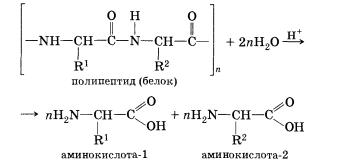 O H O
[—NH—CH—C—N—CH—C—]n + 2nH₂O —H⁺→
R¹ R²
полипептид (белок)
→ nH₂N—CH—C(=O)OH + nH₂N—CH—C(=O)OH
R¹ R²
аминокислота-1 аминокислота-2